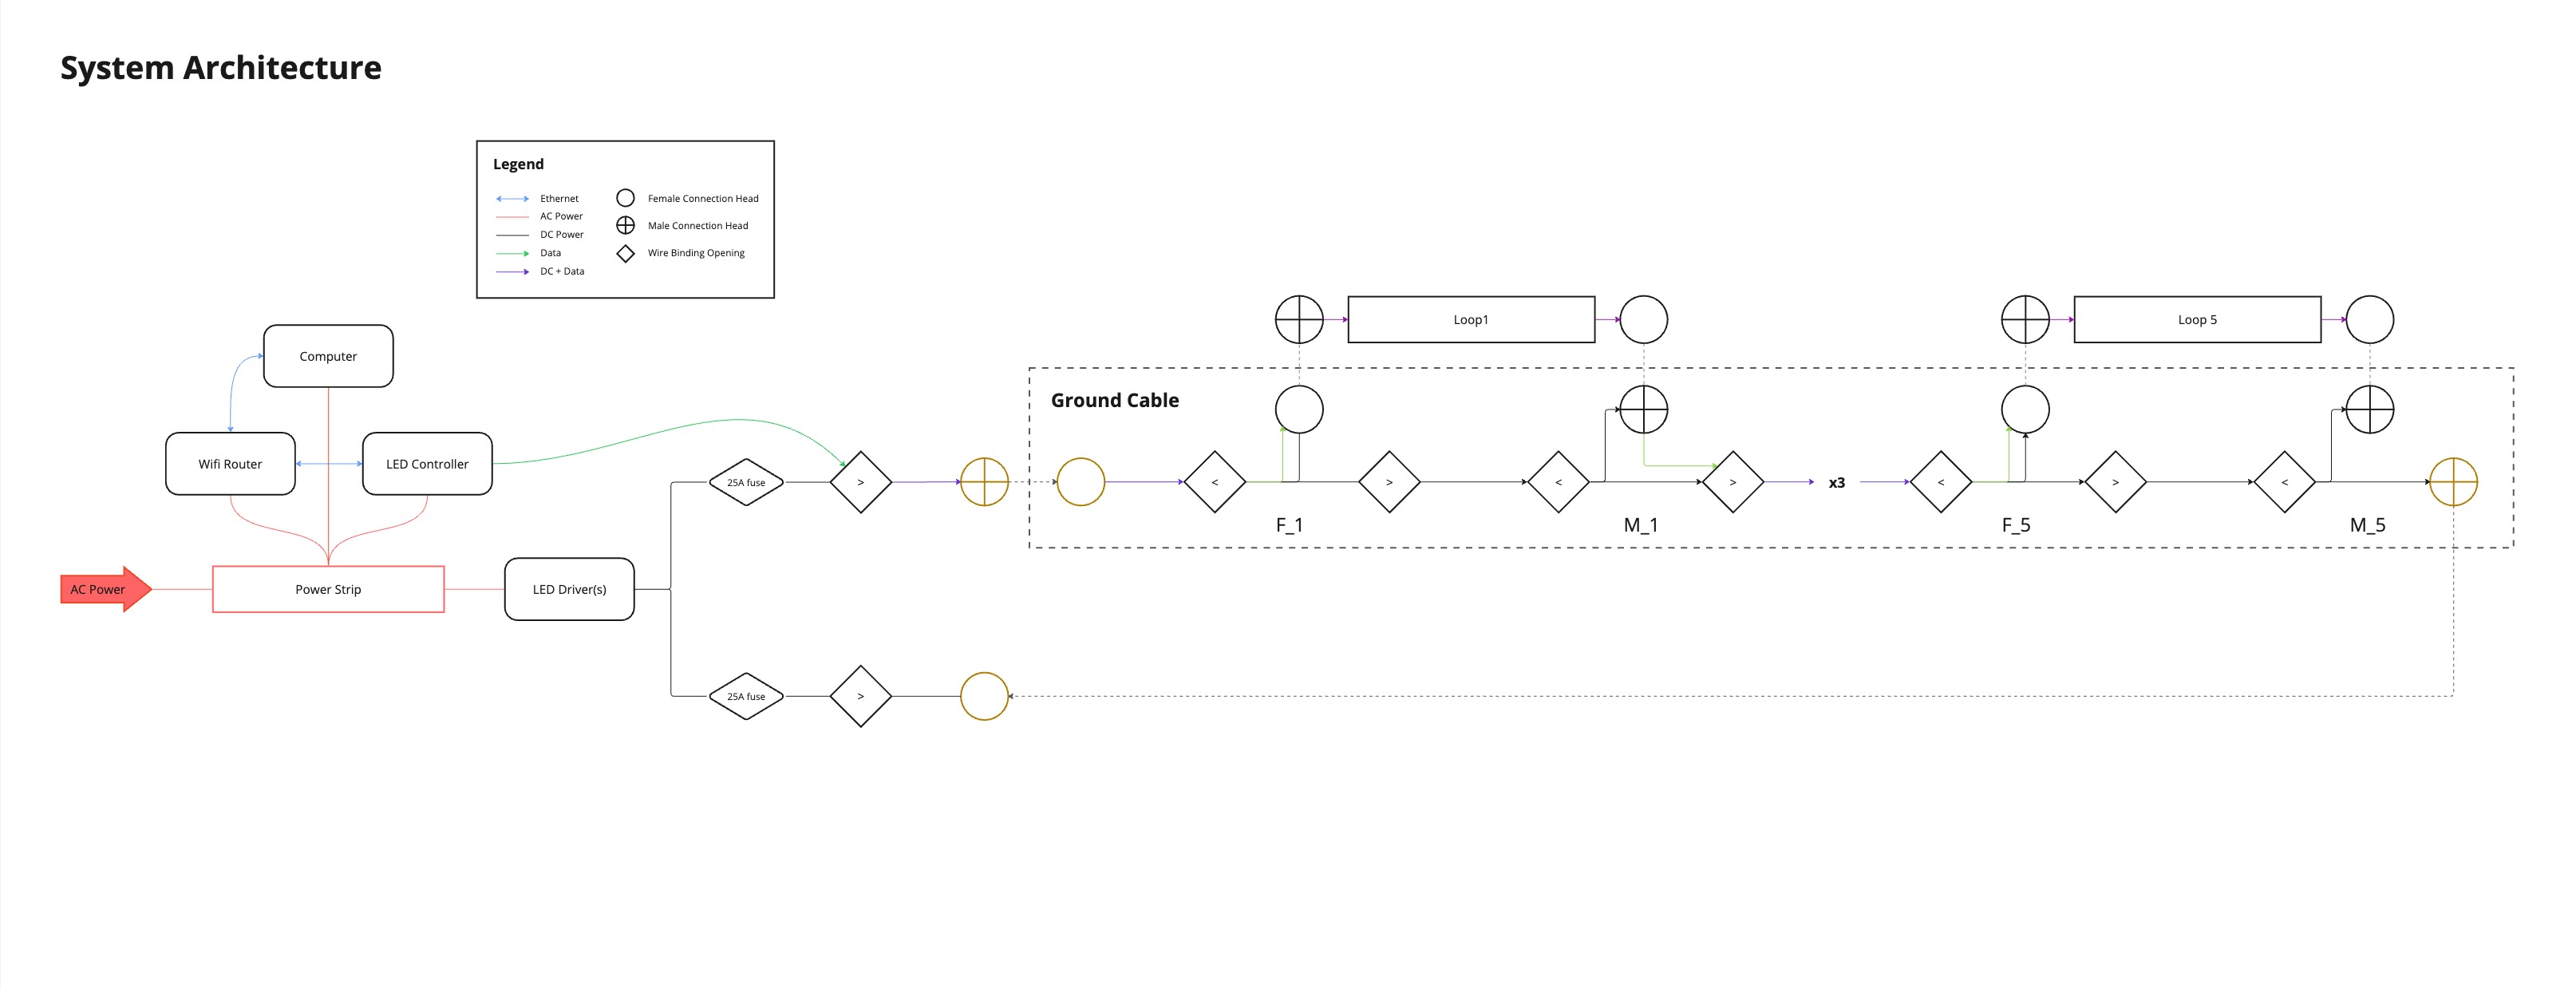 System Architecture
Legend
Ethernet
AC Power
DC Power
Data
DC + Data
Female Connection Head
Male Connection Head
Wire Binding Opening
Computer
Wifi Router
LED Controller
AC Power
Power Strip
LED Driver(s)
25A fuse
>
25A fuse
>
Loop1
Loop 5
Ground Cable
<
>
<
>
x3
<
>
<
F_1
M_1
F_5
M_5